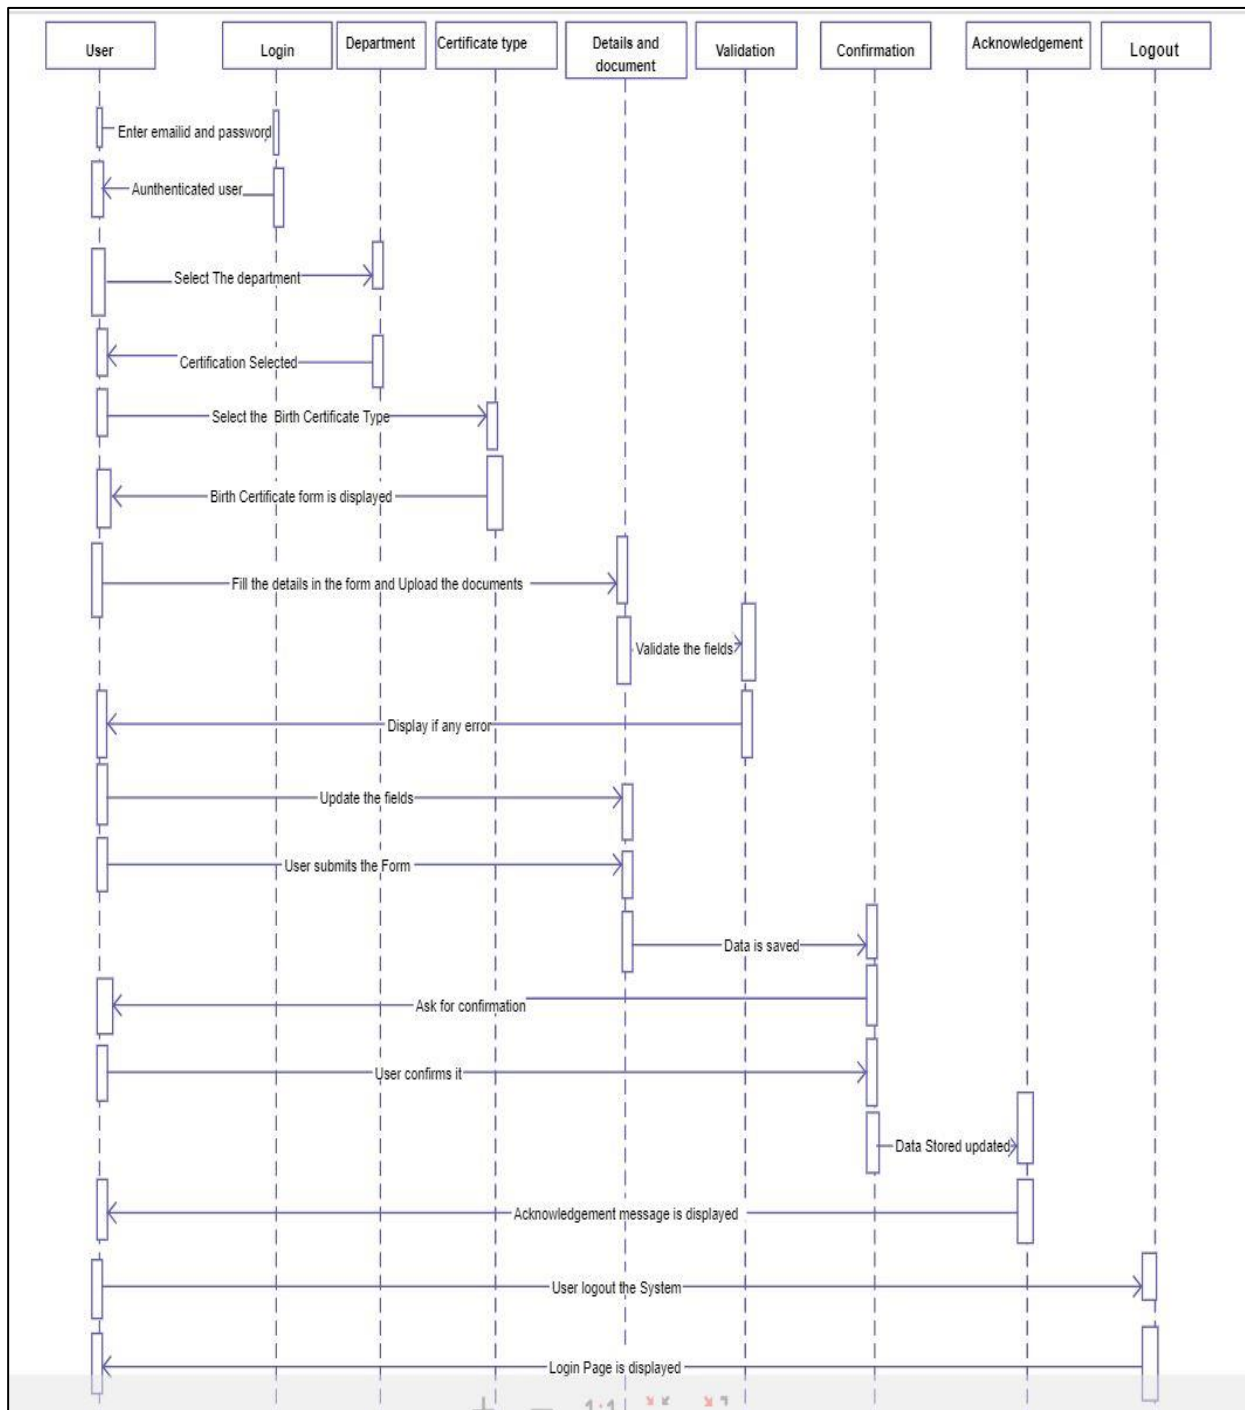 User
Login
Department
Certificate type
Details and
document
Validation
Confirmation
Acknowledgement
Logout
Enter emailid and password
Aunthenticated user
Select The department
Certification Selected
Select the  Birth Certificate Type
Birth Certificate form is displayed
Fill the details in the form and Upload the documents
Validate the fields
Display if any error
Update the fields
User submits the Form
Data is saved
Ask for confirmation
User confirms it
Data Stored updated
Acknowledgement message is displayed
User logout the System
Login Page is displayed
1:1